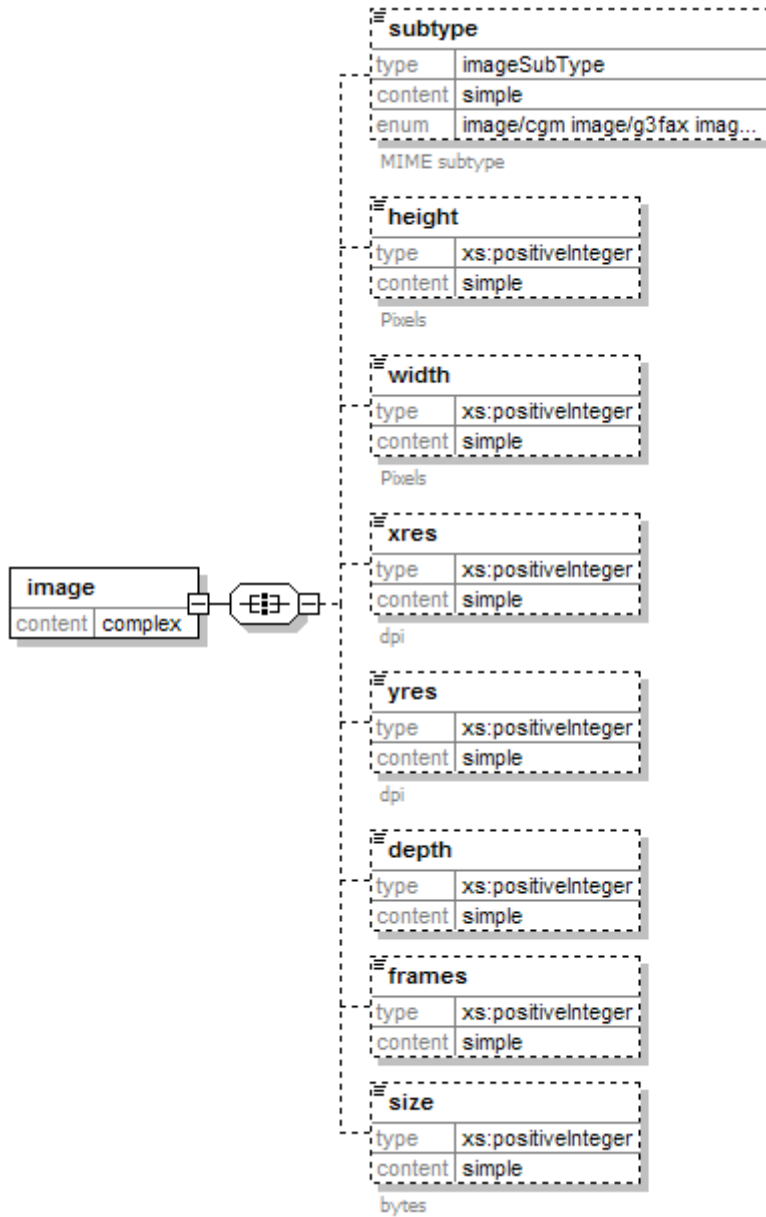 subtype
type imageSubType
content simple
enum image/cgm image/g3fax imag...
MIME subtype
height
type xs:positiveInteger
content simple
Pixels
width
type xs:positiveInteger
content simple
Pixels
xres
type xs:positiveInteger
content simple
dpi
image
content complex
yres
type xs:positiveInteger
content simple
dpi
depth
type xs:positiveInteger
content simple
frames
type xs:positiveInteger
content simple
size
type xs:positiveInteger
content simple
bytes